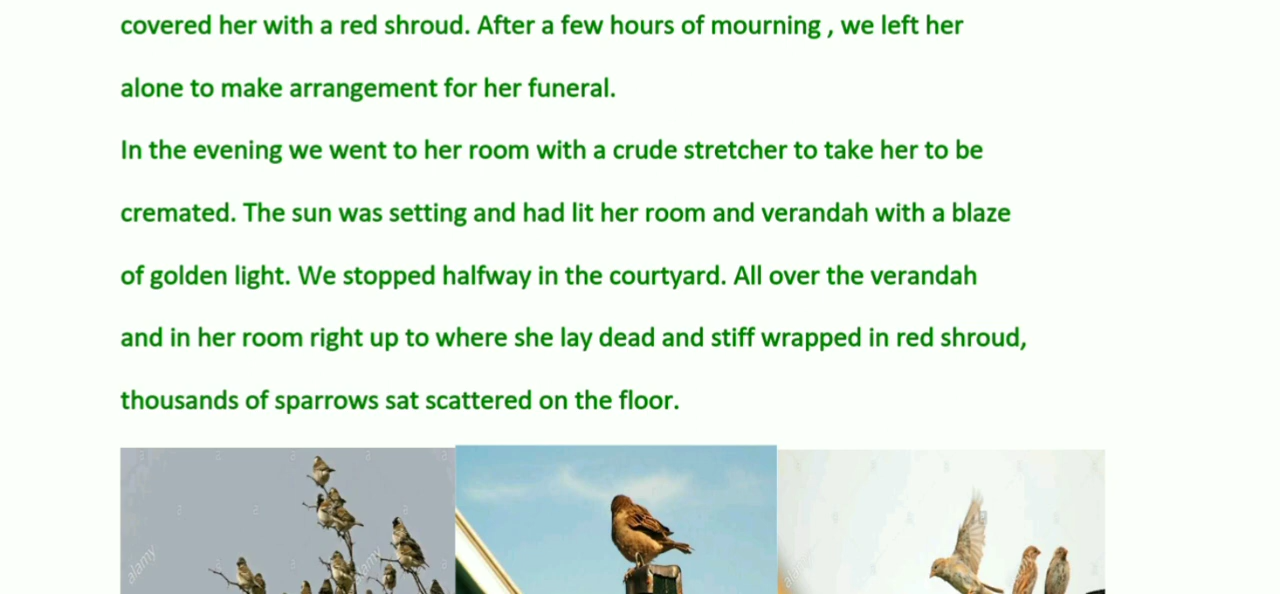 covered her with a red shroud. After a few hours of mourning , we left her
alone to make arrangement for her funeral.
In the evening we went to her room with a crude stretcher to take her to be
cremated. The sun was setting and had lit her room and verandah with a blaze
of golden light. We stopped halfway in the courtyard. All over the verandah
and in her room right up to where she lay dead and stiff wrapped in red shroud,
thousands of sparrows sat scattered on the floor.
alamy
alamy